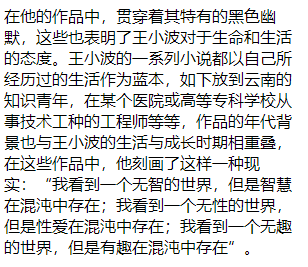 在他的作品中，贯穿着其特有的黑色幽
默，这些也表明了王小波对于生命和生活
的态度。王小波的一系列小说都以自己所
经历过的生活作为蓝本，如下放到云南的
知识青年，在某个医院或高等专科学校从
事技术工种的工程师等等，作品的年代背
景也与王小波的生活与成长时期相重叠，
在这些作品中，他刻画了这样一种现
实：“我看到一个无智的世界，但是智慧
在混沌中存在；我看到一个无性的世界，
但是性爱在混沌中存在；我看到一个无趣
的世界，但是有趣在混沌中存在”。